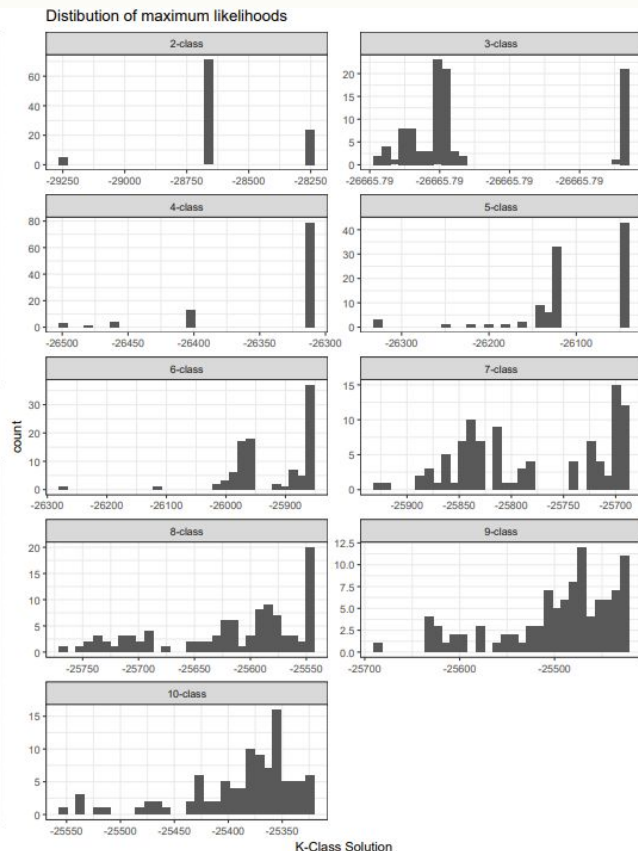 Distibution of maximum likelihoods
2-class
60
40
20
0
-29250 -29000 -28750 -28500 -28250
3-class
20
15
10
5
0
-26665.79 -26665.79 -26665.79 -26665.79
4-class
80
60
40
20
0
-26500 -26450 -26400 -26350 -26300
5-class
40
30
20
10
0
-26300 -26200 -26100
6-class
30
20
10
0
-26300 -26200 -26100 -26000 -25900
7-class
15
10
5
0
-25900 -25850 -25800 -25750 -25700
8-class
20
15
10
5
0
-25750 -25700 -25650 -25600 -25550
9-class
12.5
10.0
7.5
5.0
2.5
0.0
-25700 -25600 -25500
10-class
15
10
5
0
-25550 -25500 -25450 -25400 -25350
count
K-Class Solution